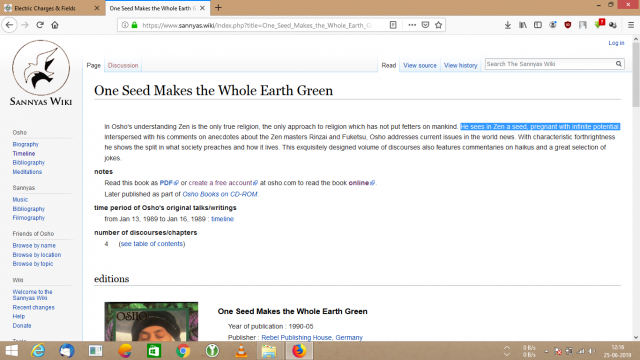 Electric Charges & Fields
One Seed Makes the Whole Earth G
https://www.sannyas.wiki/index.php?title=One_Seed_Makes_the_Whole_Earth_G
Page
Discussion
Read
View source
View history
Search The Sannyas Wiki
SANNYAS WIKI
One Seed Makes the Whole Earth Green
Osho
Biography
Timeline
Bibliography
Meditations
Sannyas
Music
Bibliography
Filmography
Friends of Osho
Browse by name
Browse by location
Browse by topic
Wiki
Welcome to the
Sannyas Wiki
Recent changes
Help
Donate
In Osho's understanding Zen is the only true religion, the only approach to religion which has not put fetters on mankind. He sees in Zen a seed, pregnant with infinite potential
Interspersed with his comments on anecdotes about the Zen masters Rinzai and Fuketsu, Osho addresses current issues in the world news. With characteristic forthrightness
he shows the split in what society preaches and how it lives. This exquisitely designed volume of discourses also features commentaries on haikus and a great selection of
jokes.
notes
Read this book as PDF or create a free account at osho.com to read the book online.
Later published as part of Osho Books on CD-ROM.
time period of Osho's original talks/writings
from Jan 13, 1989 to Jan 16, 1989 : timeline
number of discourses/chapters
4 (see table of contents)
editions
OSHO
One Seed Makes the Whole Earth Green
Year of publication : 1990-05
Publisher : Rebel Publishing House, Germany
0 B/s
0 B/s
12:16
25-06-2019